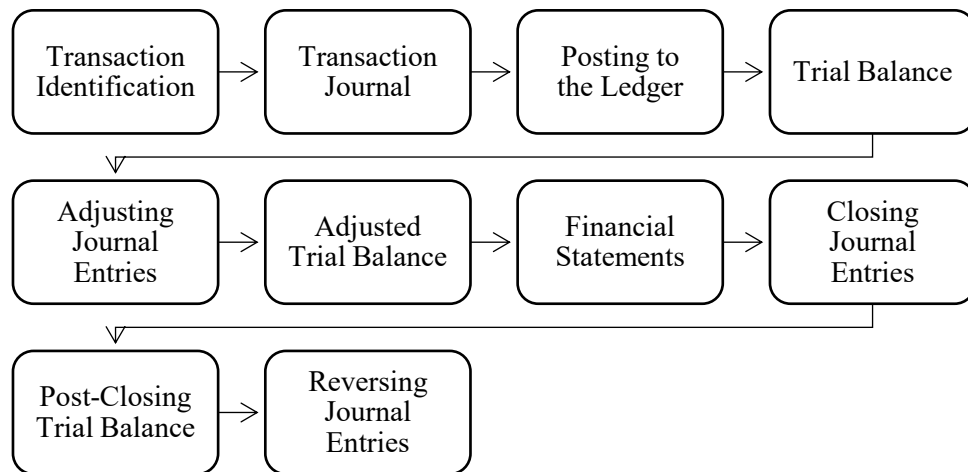 Transaction
Identification
Transaction
Journal
Posting to
the Ledger
Trial Balance
Adjusting
Journal
Entries
Adjusted
Trial Balance
Financial
Statements
Closing
Journal
Entries
Post-Closing
Trial Balance
Reversing
Journal
Entries